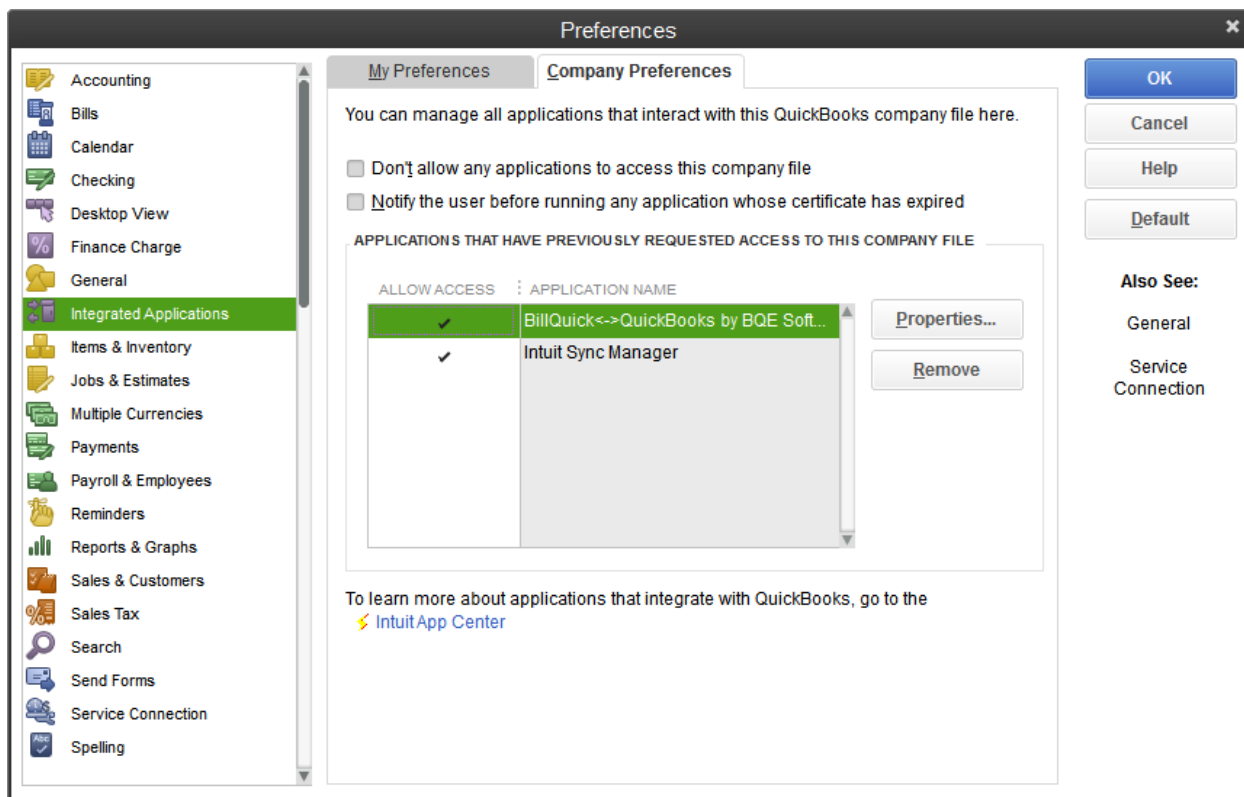 Preferences
Accounting
Bills
Calendar
Checking
Desktop View
Finance Charge
General
Integrated Applications
Items & Inventory
Jobs & Estimates
Multiple Currencies
Payments
Payroll & Employees
Reminders
Reports & Graphs
Sales & Customers
Sales Tax
Search
Send Forms
Service Connection
Spelling
My Preferences
Company Preferences
You can manage all applications that interact with this QuickBooks company file here.
Don't allow any applications to access this company file
Notify the user before running any application whose certificate has expired
APPLICATIONS THAT HAVE PREVIOUSLY REQUESTED ACCESS TO THIS COMPANY FILE
ALLOW ACCESS APPLICATION NAME
BillQuick<->QuickBooks by BQE Soft...
Intuit Sync Manager
Properties...
Remove
To learn more about applications that integrate with QuickBooks, go to the
Intuit App Center
OK
Cancel
Help
Default
Also See:
General
Service
Connection